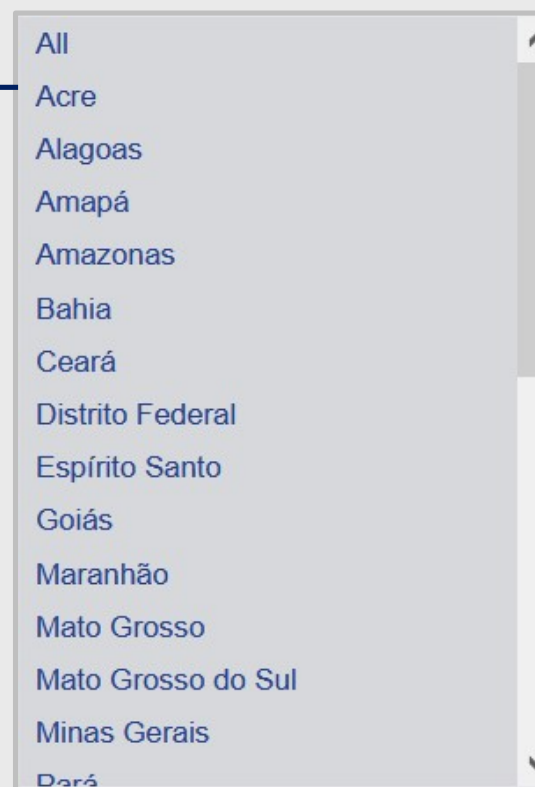 All
Acre
Alagoas
Amapá
Amazonas
Bahia
Ceará
Distrito Federal
Espírito Santo
Goiás
Maranhão
Mato Grosso
Mato Grosso do Sul
Minas Gerais
Pará